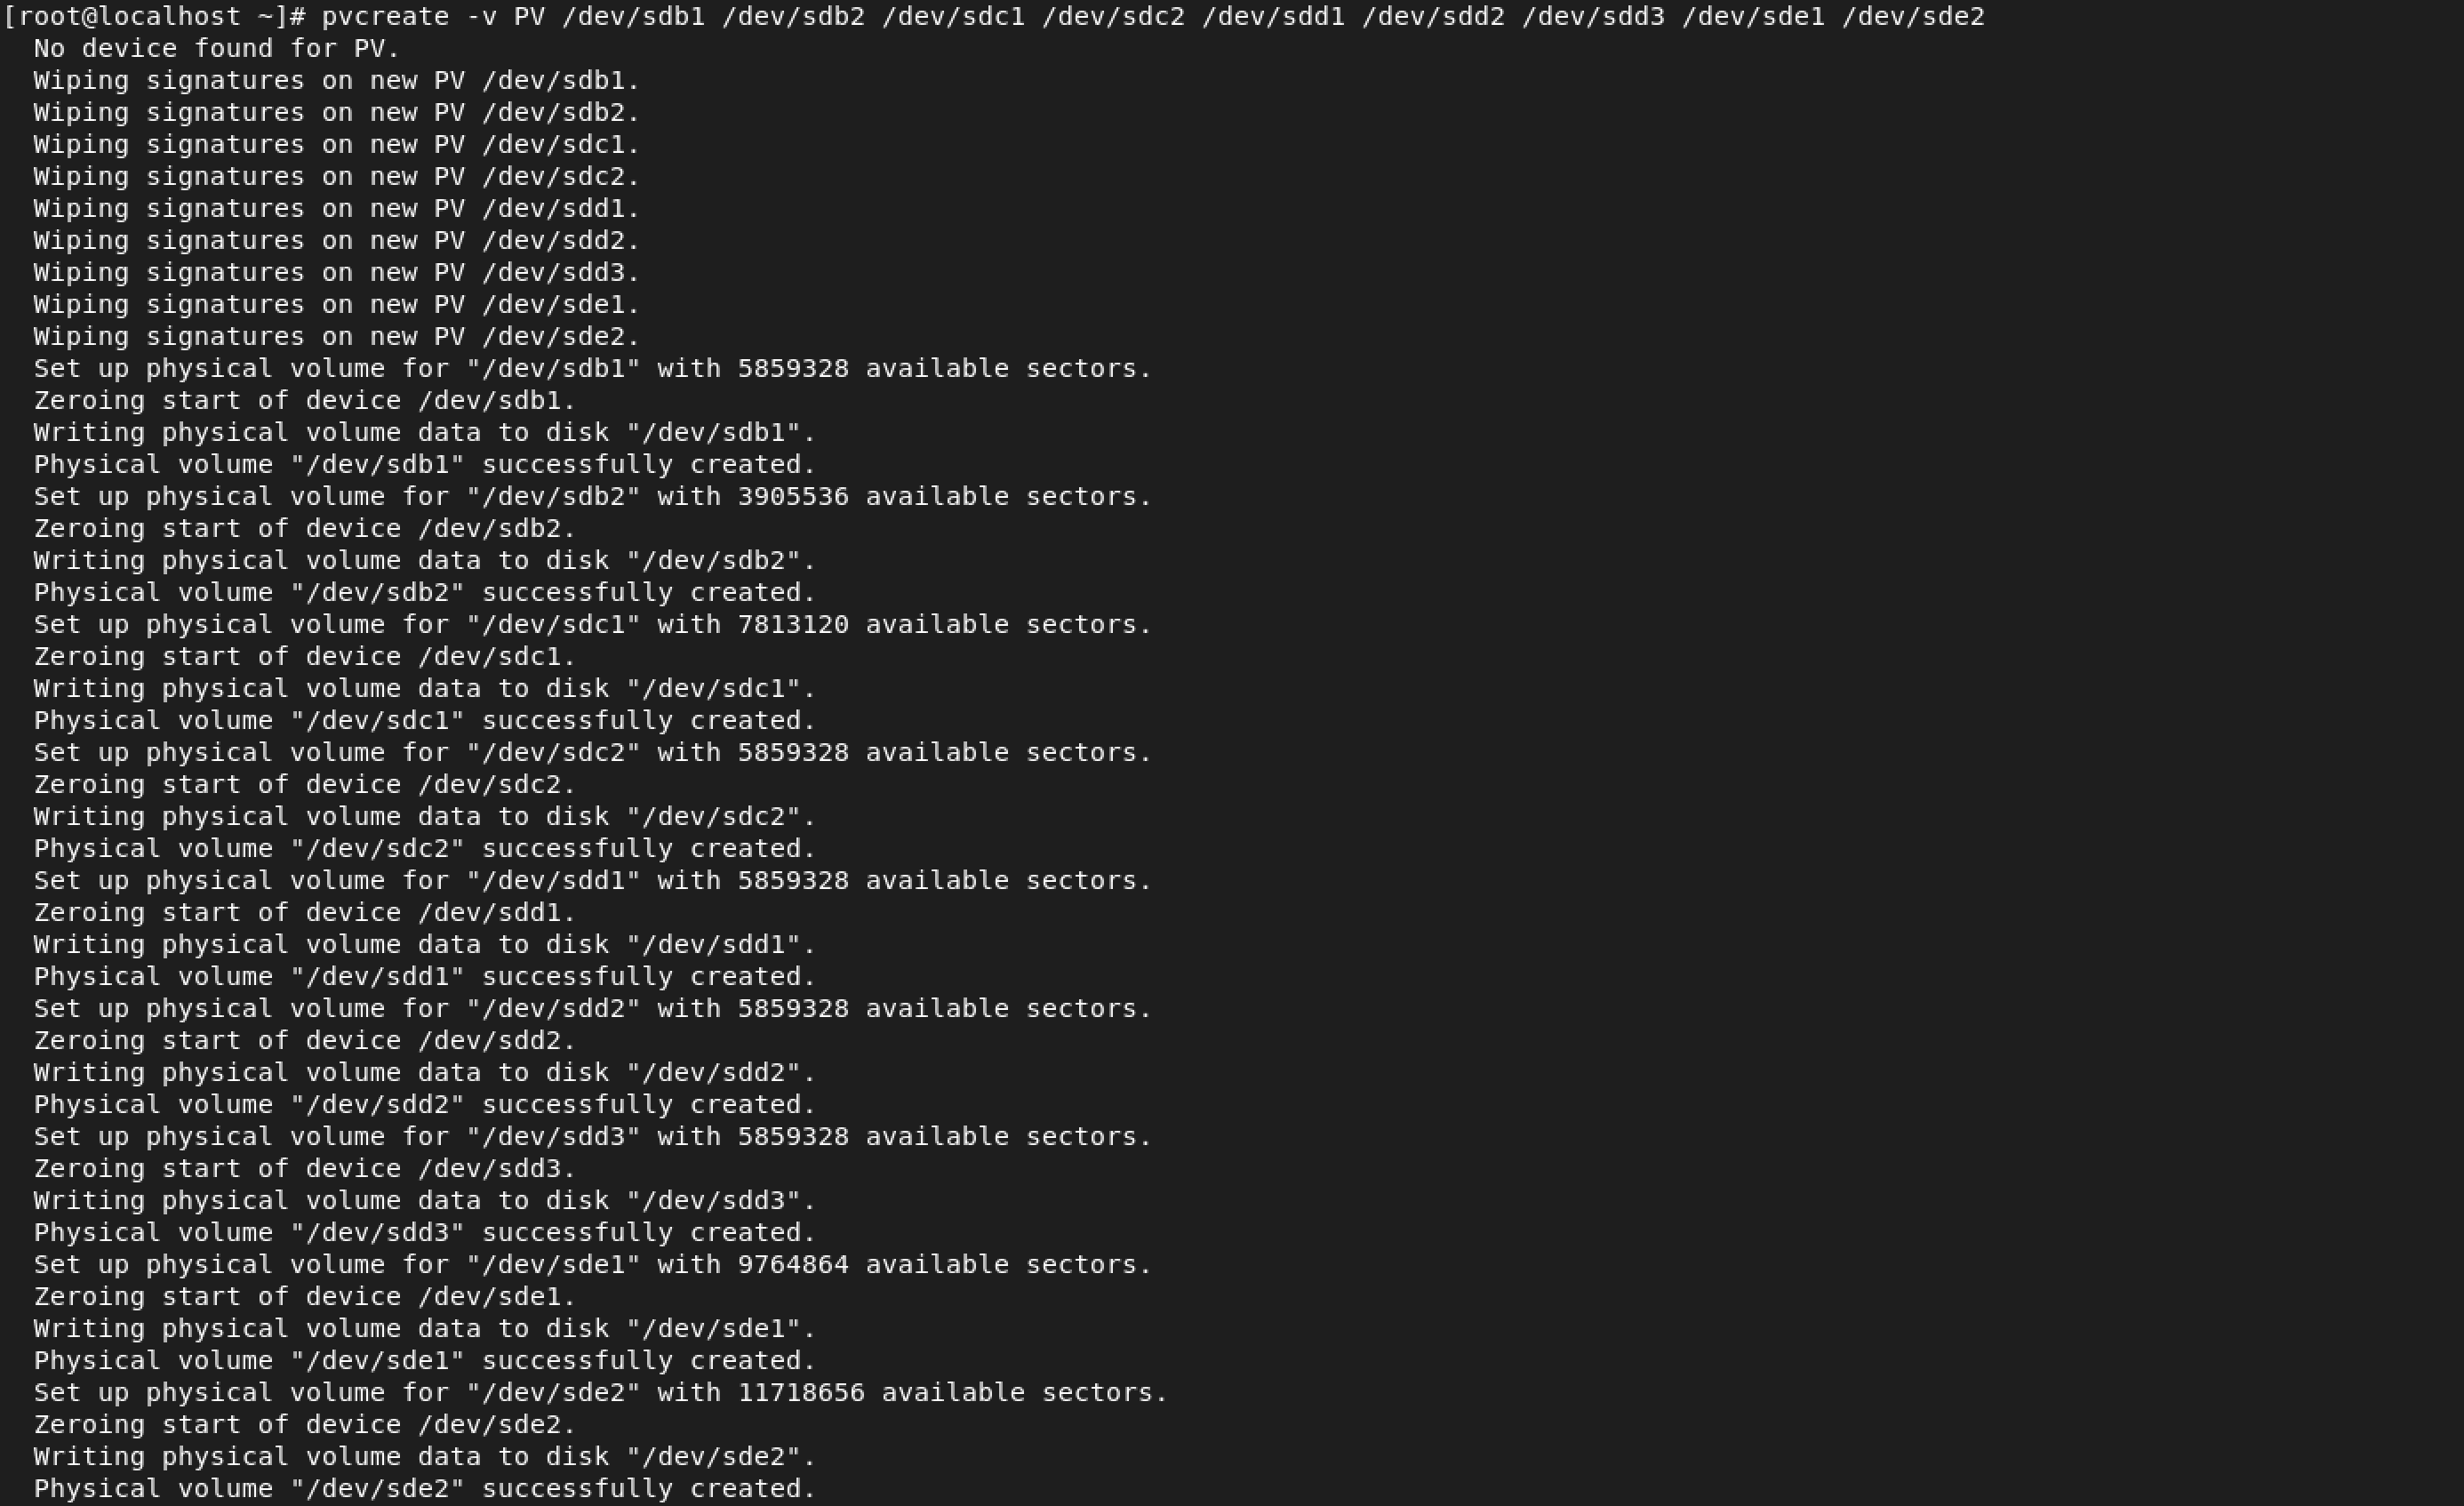 [root@localhost ~]# pvcreate -v PV /dev/sdb1 /dev/sdb2 /dev/sdc1 /dev/sdc2 /dev/sdd1 /dev/sdd2 /dev/sdd3 /dev/sde1 /dev/sde2
  No device found for PV.
  Wiping signatures on new PV /dev/sdb1.
  Wiping signatures on new PV /dev/sdb2.
  Wiping signatures on new PV /dev/sdc1.
  Wiping signatures on new PV /dev/sdc2.
  Wiping signatures on new PV /dev/sdd1.
  Wiping signatures on new PV /dev/sdd2.
  Wiping signatures on new PV /dev/sdd3.
  Wiping signatures on new PV /dev/sde1.
  Wiping signatures on new PV /dev/sde2.
  Set up physical volume for "/dev/sdb1" with 5859328 available sectors.
  Zeroing start of device /dev/sdb1.
  Writing physical volume data to disk "/dev/sdb1".
  Physical volume "/dev/sdb1" successfully created.
  Set up physical volume for "/dev/sdb2" with 3905536 available sectors.
  Zeroing start of device /dev/sdb2.
  Writing physical volume data to disk "/dev/sdb2".
  Physical volume "/dev/sdb2" successfully created.
  Set up physical volume for "/dev/sdc1" with 7813120 available sectors.
  Zeroing start of device /dev/sdc1.
  Writing physical volume data to disk "/dev/sdc1".
  Physical volume "/dev/sdc1" successfully created.
  Set up physical volume for "/dev/sdc2" with 5859328 available sectors.
  Zeroing start of device /dev/sdc2.
  Writing physical volume data to disk "/dev/sdc2".
  Physical volume "/dev/sdc2" successfully created.
  Set up physical volume for "/dev/sdd1" with 5859328 available sectors.
  Zeroing start of device /dev/sdd1.
  Writing physical volume data to disk "/dev/sdd1".
  Physical volume "/dev/sdd1" successfully created.
  Set up physical volume for "/dev/sdd2" with 5859328 available sectors.
  Zeroing start of device /dev/sdd2.
  Writing physical volume data to disk "/dev/sdd2".
  Physical volume "/dev/sdd2" successfully created.
  Set up physical volume for "/dev/sdd3" with 5859328 available sectors.
  Zeroing start of device /dev/sdd3.
  Writing physical volume data to disk "/dev/sdd3".
  Physical volume "/dev/sdd3" successfully created.
  Set up physical volume for "/dev/sde1" with 9764864 available sectors.
  Zeroing start of device /dev/sde1.
  Writing physical volume data to disk "/dev/sde1".
  Physical volume "/dev/sde1" successfully created.
  Set up physical volume for "/dev/sde2" with 11718656 available sectors.
  Zeroing start of device /dev/sde2.
  Writing physical volume data to disk "/dev/sde2".
  Physical volume "/dev/sde2" successfully created.